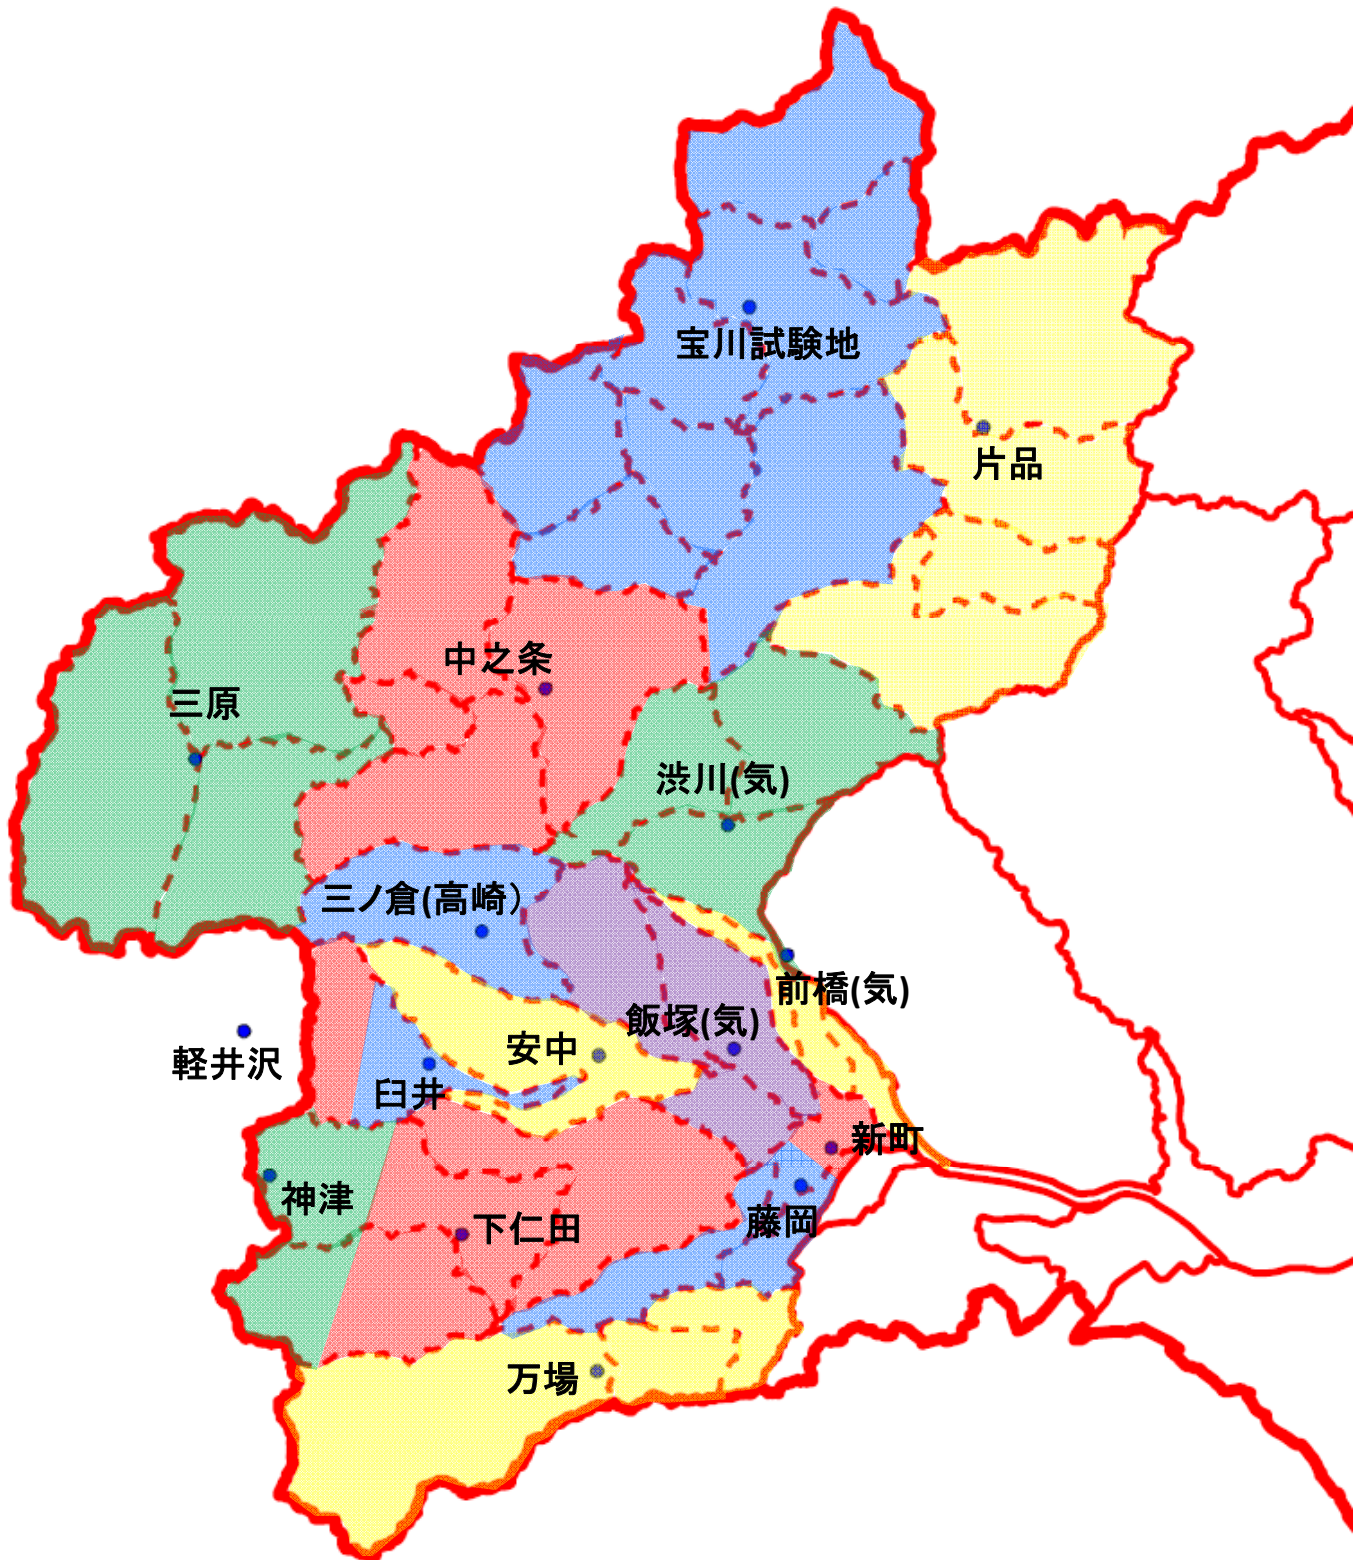 宝川試験地
片品
中之条
三原
渋川(気)
三ノ倉(高崎）
前橋(気)
飯塚(気)
安中
軽井沢
臼井
新町
神津
藤岡
下仁田
万場